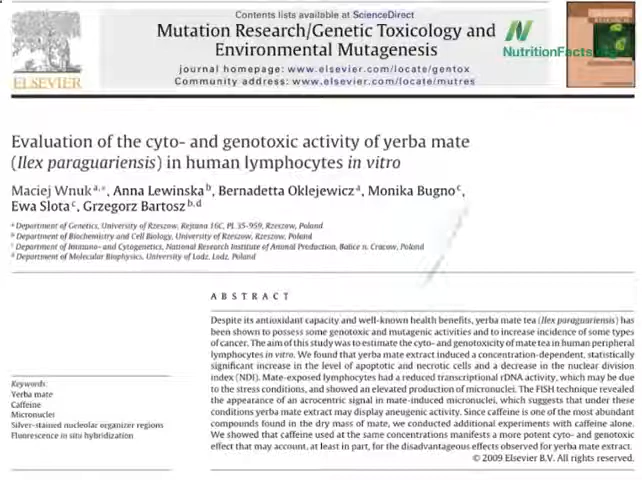 Contents lists available at ScienceDirect
Mutation Research/Genetic Toxicology and
Environmental Mutagenesis
journal homepage: www.elsevier.com/locate/gentox
Community address: www.elsevier.com/locate/mutres
ELSEVIER
NutritionFacts.org
Evaluation of the cyto- and genotoxic activity of yerba mate
(Ilex paraguariensis) in human lymphocytes in vitro
Maciej Wnuk a,*, Anna Lewinska b, Bernadetta Oklejewicz a, Monika Bugno c,
Ewa Slota c, Grzegorz Bartosz b,d
a Department of Genetics, University of Rzeszow, Rejtana 16C, PL 35-959, Rzeszow, Poland
b Department of Biochemistry and Cell Biology, University of Rzeszow, Rzeszow, Poland
c Department of Immuno- and Cytogenetics, National Research Institute of Animal Production, Balice n. Cracow, Poland
d Department of Molecular Biophysics, University of Lodz, Lodz, Poland
ABSTRACT
Despite its antioxidant capacity and well-known health benefits, yerba mate tea (Ilex paraguariensis) has
been shown to possess some genotoxic and mutagenic activities and to increase incidence of some types
of cancer. The aim of this study was to estimate the cyto- and genotoxicity of mate tea in human peripheral
lymphocytes in vitro. We found that yerba mate extract induced a concentration-dependent, statistically
significant increase in the level of apoptotic and necrotic cells and a decrease in the nuclear division
index (NDI). Mate-exposed lymphocytes had a reduced transcriptional rDNA activity, which may be due
to the stress conditions, and showed an elevated production of micronuclei. The FISH technique revealed
the appearance of an acrocentric signal in mate-induced micronuclei, which suggests that under these
conditions yerba mate extract may display aneugenic activity. Since caffeine is one of the most abundant
compounds found in the dry mass of mate, we conducted additional experiments with caffeine alone.
We showed that caffeine used at the same concentrations manifests a more potent cyto- and genotoxic
effect that may account, at least in part, for the disadvantageous effects observed for yerba mate extract.
© 2009 Elsevier B.V. All rights reserved.
Keywords:
Yerba mate
Caffeine
Micronucleus
Silver-stained nucleolar organizer regions
Fluorescence in situ hybridization